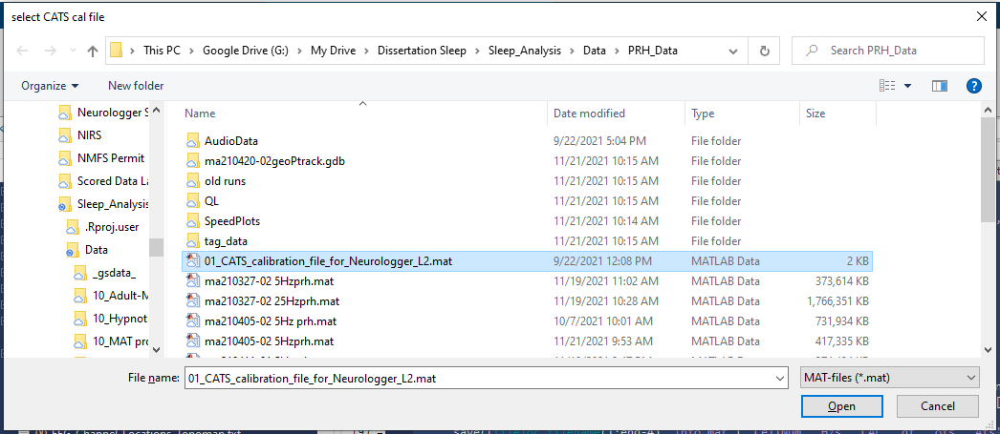 select CATS cal file
This PC > Google Drive (G:) > My Drive > Dissertation Sleep > Sleep_Analysis > Data > PRH_Data
Search PRH_Data
Organize New folder
Neurologger S
NIRS
NMFS Permit
Scored Data La
Sleep_Analysis
.Rproj.user
Data
_gsdata_
10_Adult-M
10_Hypnot
10_MAT pro
Name Date modified Type Size
AudioData 9/22/2021 5:04 PM File folder
ma210420-02geoPtrack.gdb 11/21/2021 10:15 AM File folder
old runs 11/21/2021 10:15 AM File folder
QL 11/21/2021 10:15 AM File folder
SpeedPlots 11/21/2021 10:14 AM File folder
tag_data 11/21/2021 10:15 AM File folder
01_CATS_calibration_file_for_Neurologger_L2.mat 9/22/2021 12:08 PM MATLAB Data 2 KB
ma210327-02 5Hzprh.mat 11/19/2021 11:02 AM MATLAB Data 373,614 KB
ma210327-02 25Hzprh.mat 11/19/2021 10:28 AM MATLAB Data 1,766,351 KB
ma210405-02 5Hz prh.mat 10/7/2021 10:01 AM MATLAB Data 731,934 KB
ma210405-02 5Hzprh.mat 11/21/2021 9:53 AM MATLAB Data 417,335 KB
File name: 01_CATS_calibration_file_for_Neurologger_L2.mat MAT-files (*.mat)
Open Cancel